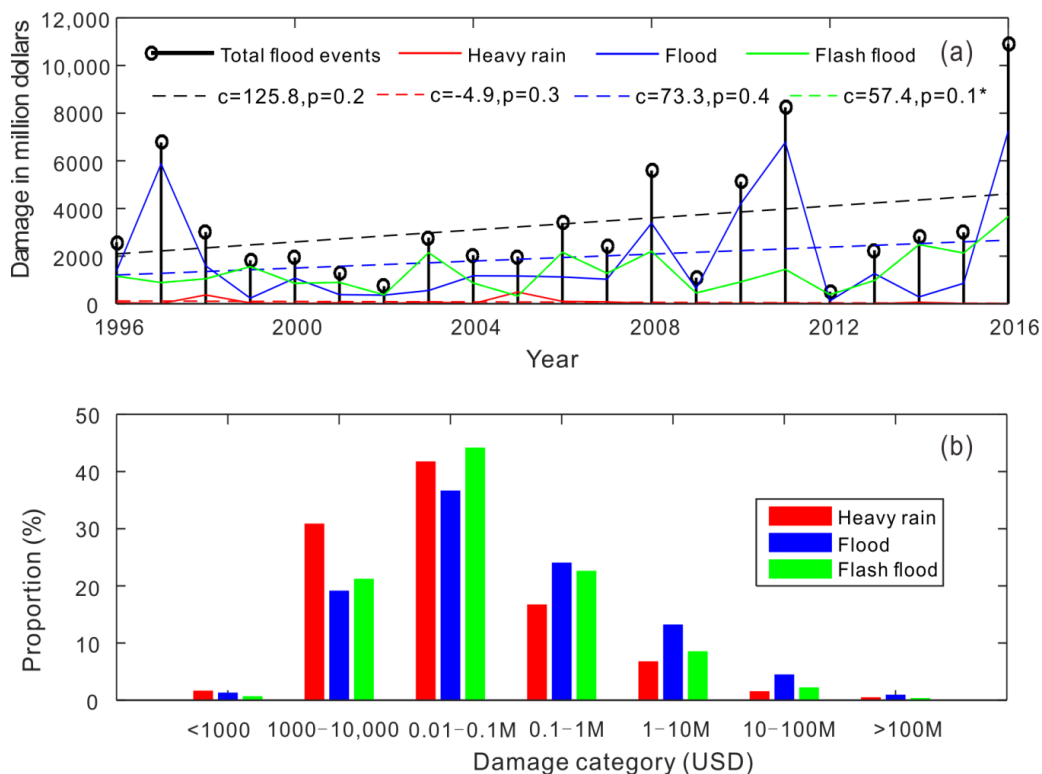 12,000
10,000
8000
6000
4000
2000
0
Damage in million dollars
(a)
Total flood events Heavy rain Flood Flash flood
c=125.8,p=0.2 c=-4.9,p=0.3 c=73.3,p=0.4 c=57.4,p=0.1*
1996 2000 2004 2008 2012 2016
Year
50
40
30
20
10
0
Proportion (%)
(b)
Heavy rain
Flood
Flash flood
<1000 1000–10,000 0.01–0.1M 0.1–1M 1–10M 10–100M >100M
Damage category (USD)